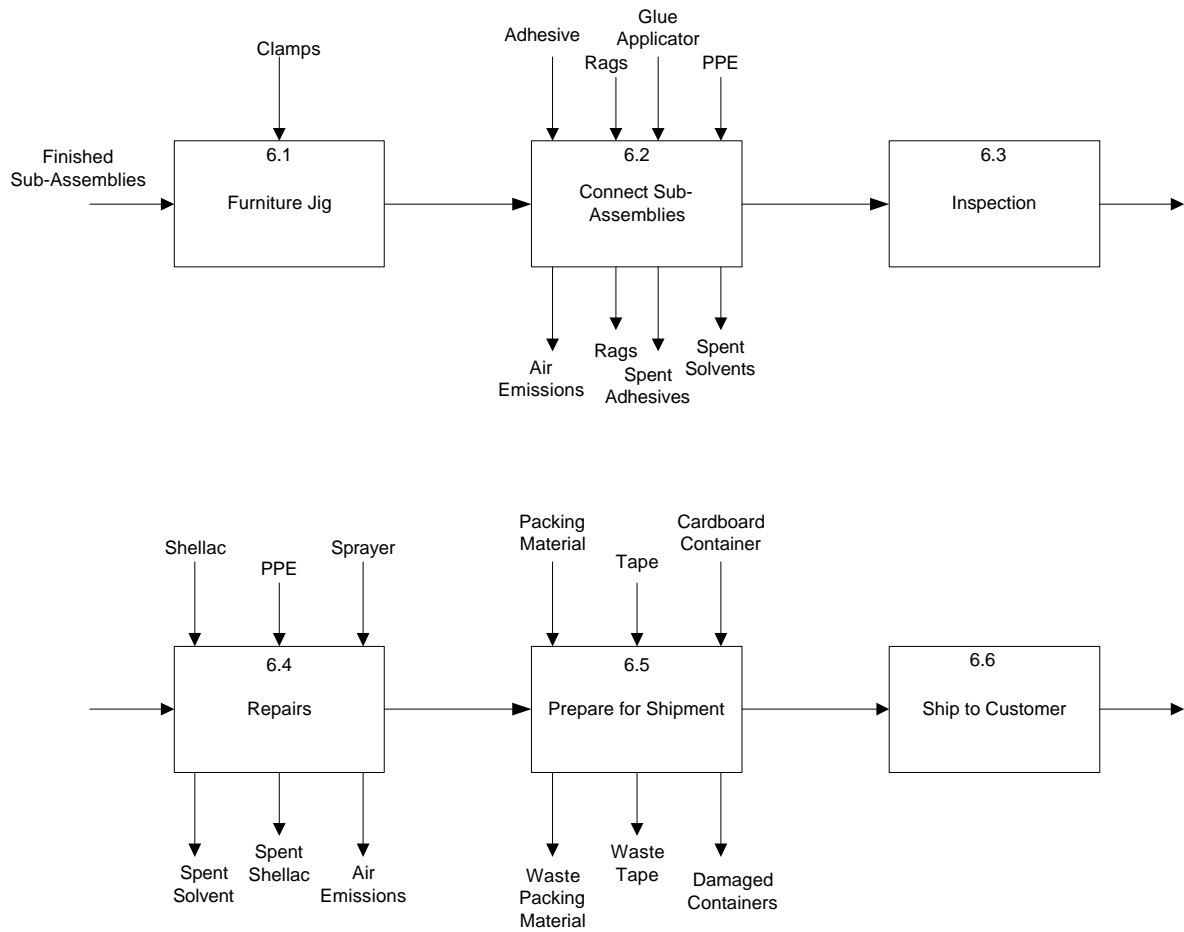 Clamps
Adhesive
Rags
Glue
Applicator
PPE
Finished
Sub-Assemblies
6.1
Furniture Jig
6.2
Connect Sub-
Assemblies
6.3
Inspection
Air
Emissions
Rags
Spent
Adhesives
Spent
Solvents
Shellac
PPE
Sprayer
Packing
Material
Tape
Cardboard
Container
6.4
Repairs
6.5
Prepare for Shipment
6.6
Ship to Customer
Spent
Solvent
Spent
Shellac
Air
Emissions
Waste
Packing
Material
Waste
Tape
Damaged
Containers